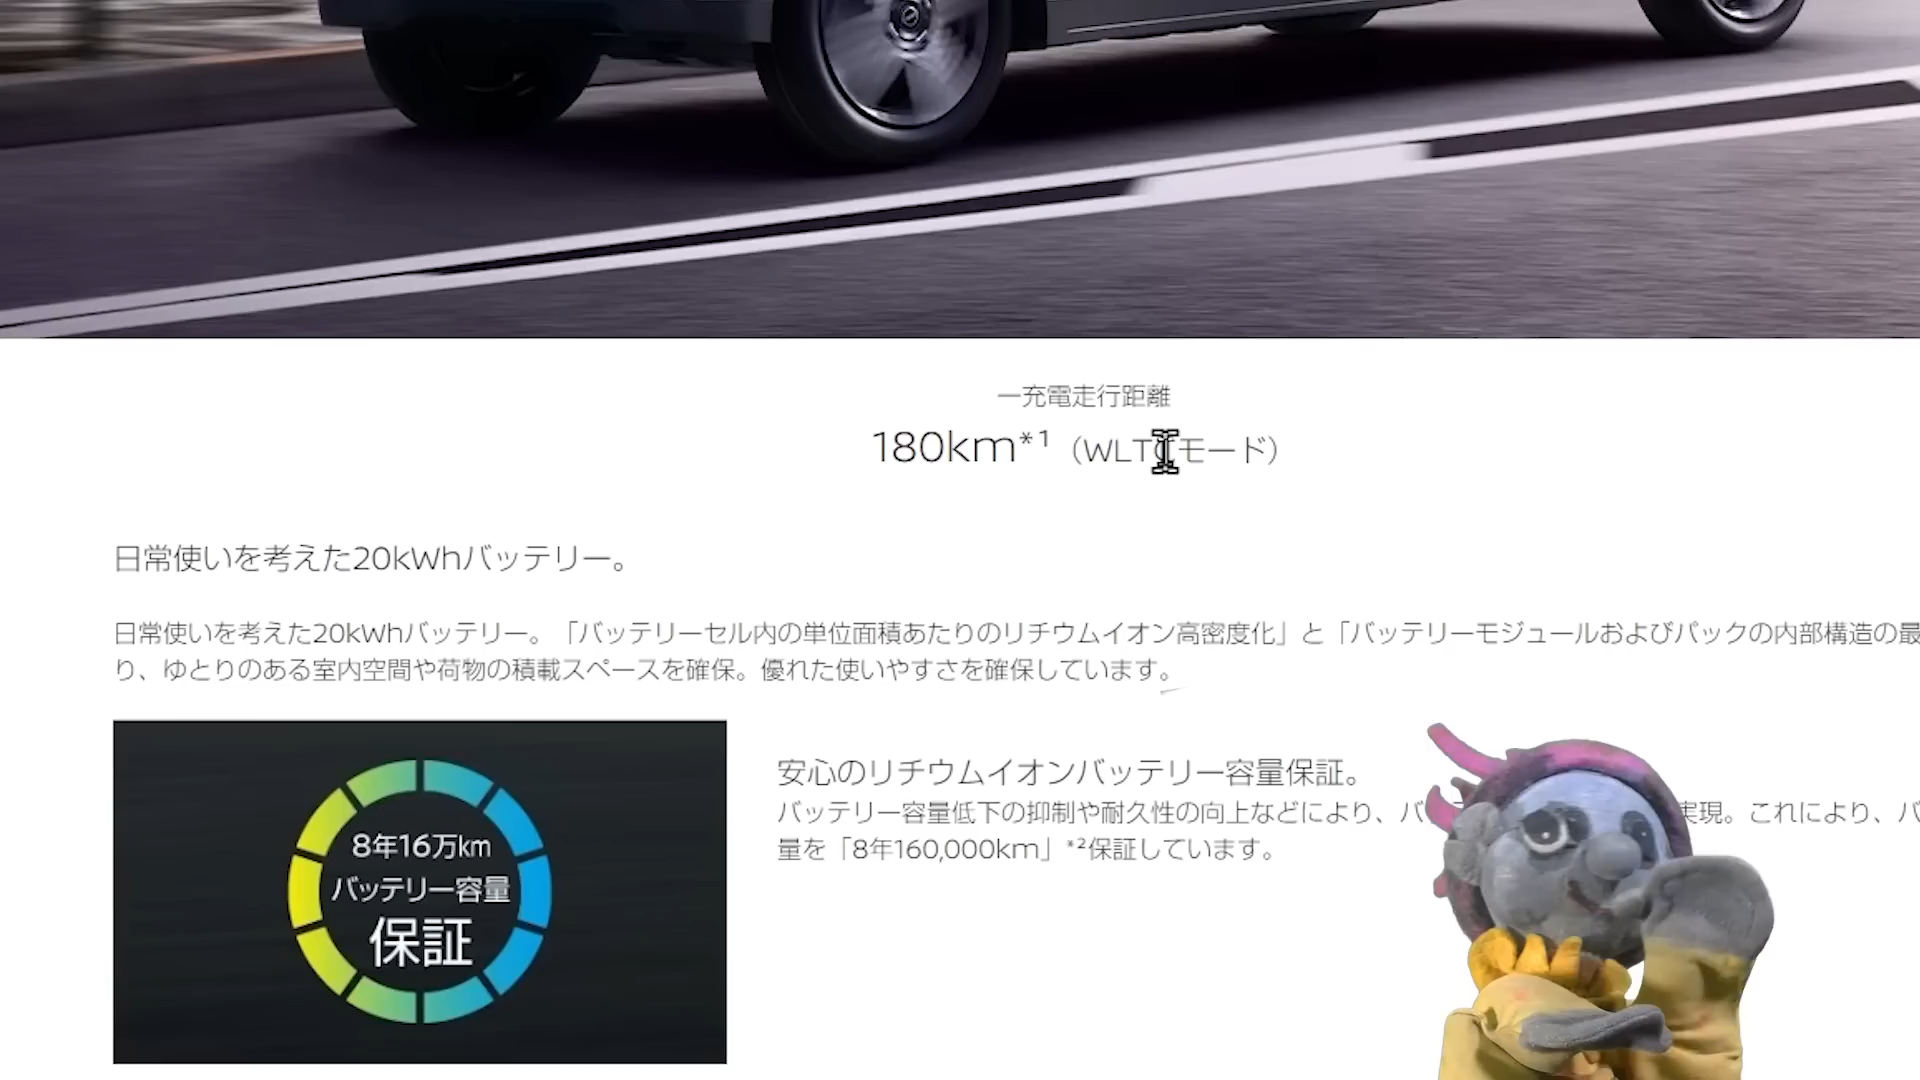 一充電走行距離
180km*1（WLTCモード）
日常使いを考えた20kWhバッテリー。
日常使いを考えた20kWhバッテリー。「バッテリーセル内の単位面積あたりのリチウムイオン高密度化」と「バッテリーモジュールおよびパックの内部構造の最
り、ゆとりのある室内空間や荷物の積載スペースを確保。優れた使いやすさを確保しています。
8年16万km
バッテリー容量
保証
安心のリチウムイオンバッテリー容量保証。
バッテリー容量低下の抑制や耐久性の向上などにより、バ 実現。これにより、バ
量を「8年160,000km」*2保証しています。